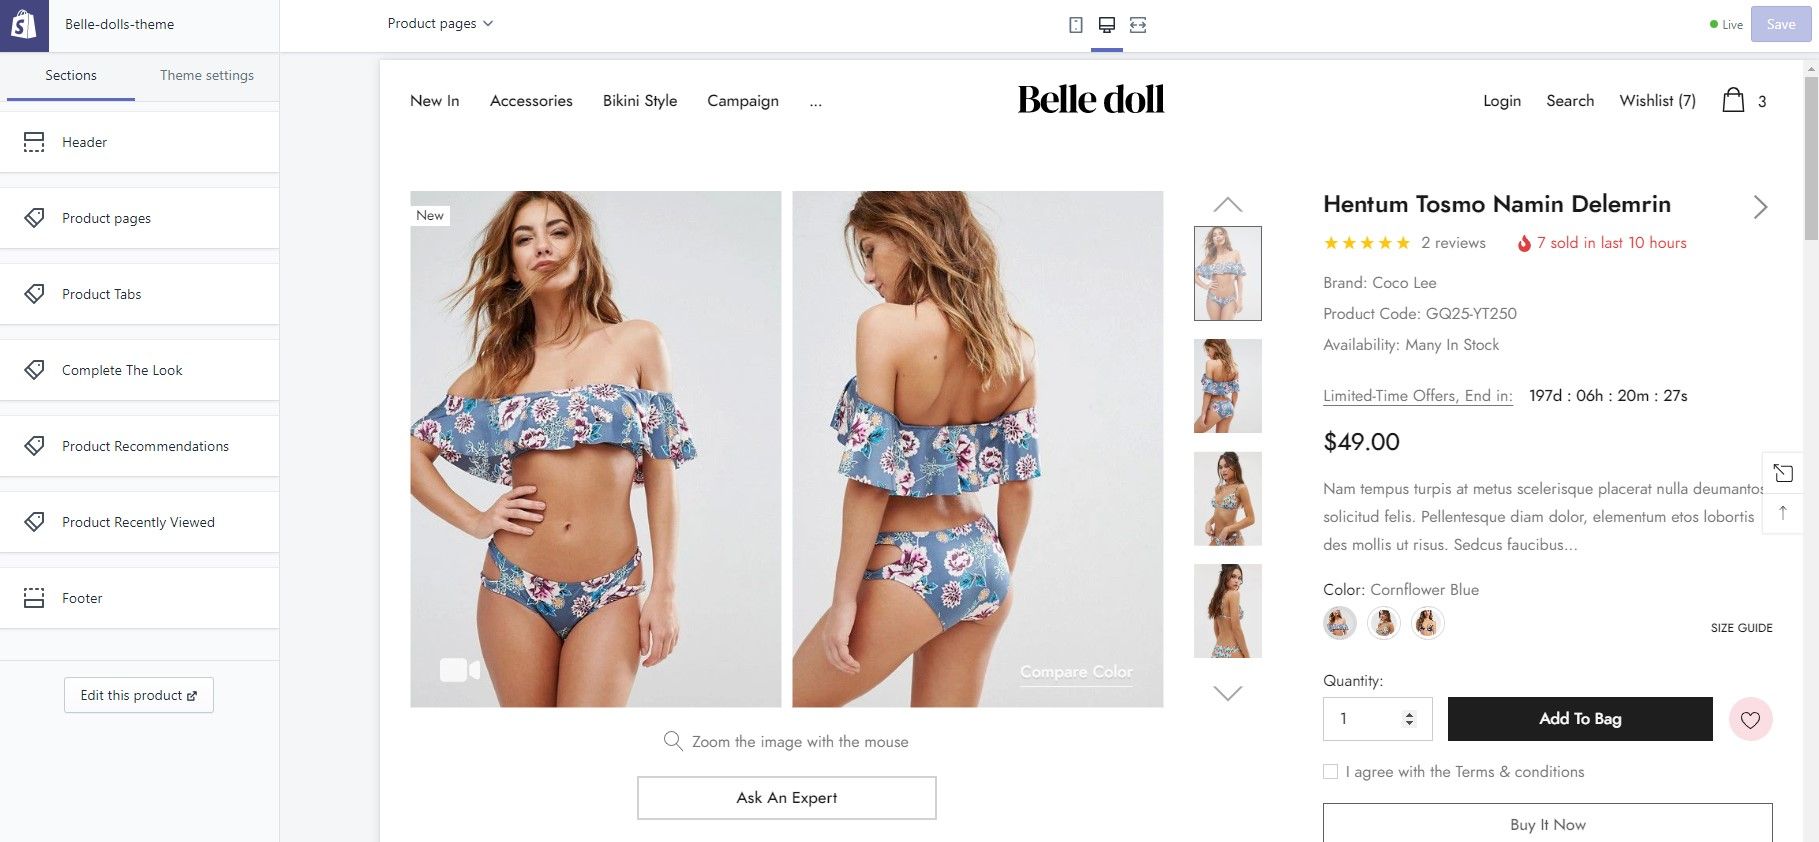 Belle-dolls-theme
Product pages
Live
Save
Sections
Theme settings
Header
Product pages
Product Tabs
Complete The Look
Product Recommendations
Product Recently Viewed
Footer
Edit this product
New In
Accessories
Bikini Style
Campaign
...
Belle doll
Login
Search
Wishlist (7)
3
New
Compare Color
Zoom the image with the mouse
Ask An Expert
Hentum Tosmo Namin Delemrin
2 reviews
7 sold in last 10 hours
Brand: Coco Lee
Product Code: GQ25-YT250
Availability: Many In Stock
Limited-Time Offers, End in: 197d : 06h : 20m : 27s
$49.00
Nam tempus turpis at metus scelerisque placerat nulla deumantos
solicitud felis. Pellentesque diam dolor, elementum etos lobortis
des mollis ut risus. Sedcus faucibus...
Color: Cornflower Blue
SIZE GUIDE
Quantity:
1
Add To Bag
I agree with the Terms & conditions
Buy It Now